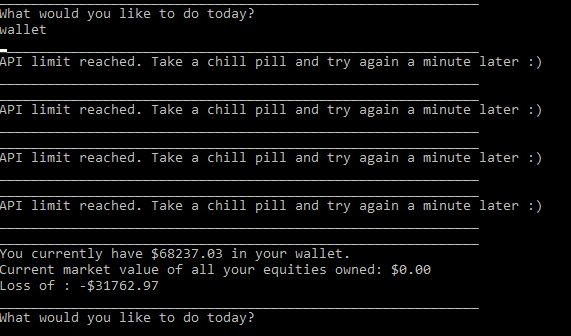 What would you like to do today?
wallet
API limit reached. Take a chill pill and try again a minute later :)
API limit reached. Take a chill pill and try again a minute later :)
API limit reached. Take a chill pill and try again a minute later :)
API limit reached. Take a chill pill and try again a minute later :)
You currently have $68237.03 in your wallet.
Current market value of all your equities owned: $0.00
Loss of : -$31762.97
What would you like to do today?